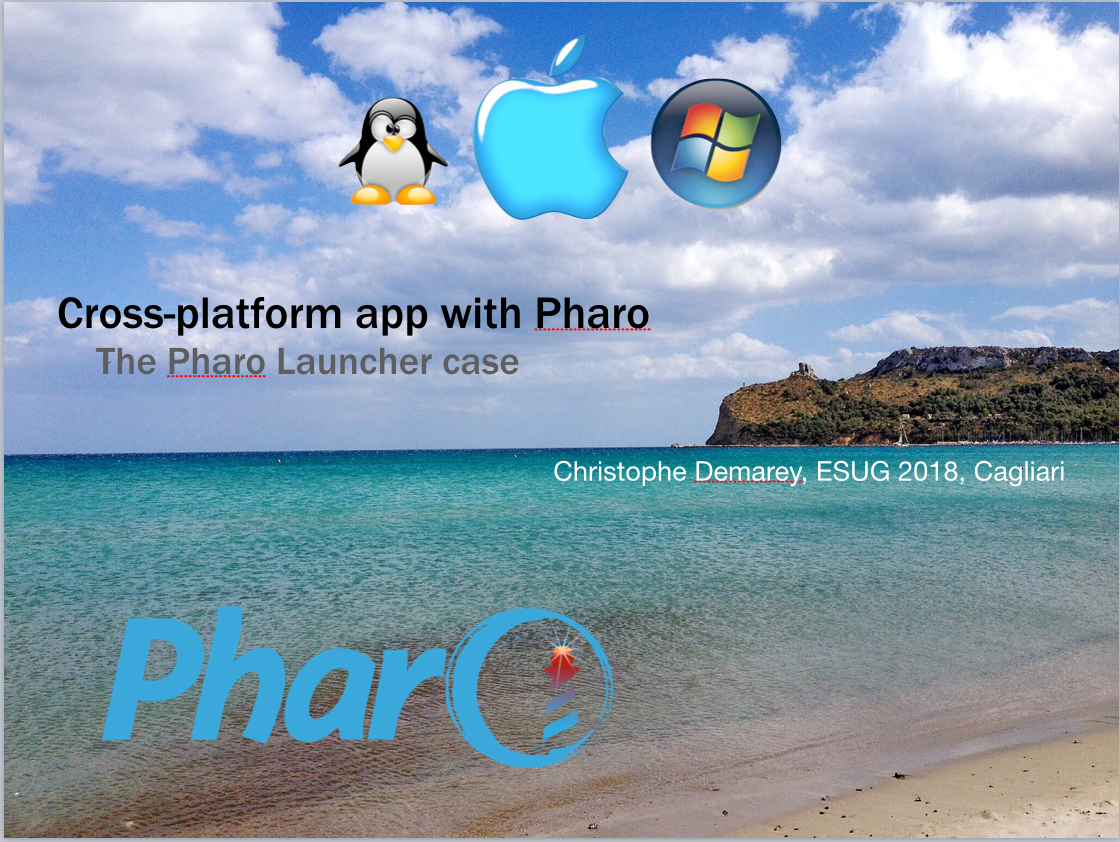 Cross-platform app with Pharo
The Pharo Launcher case
Christophe Demarey, ESUG 2018, Cagliari
Pharo